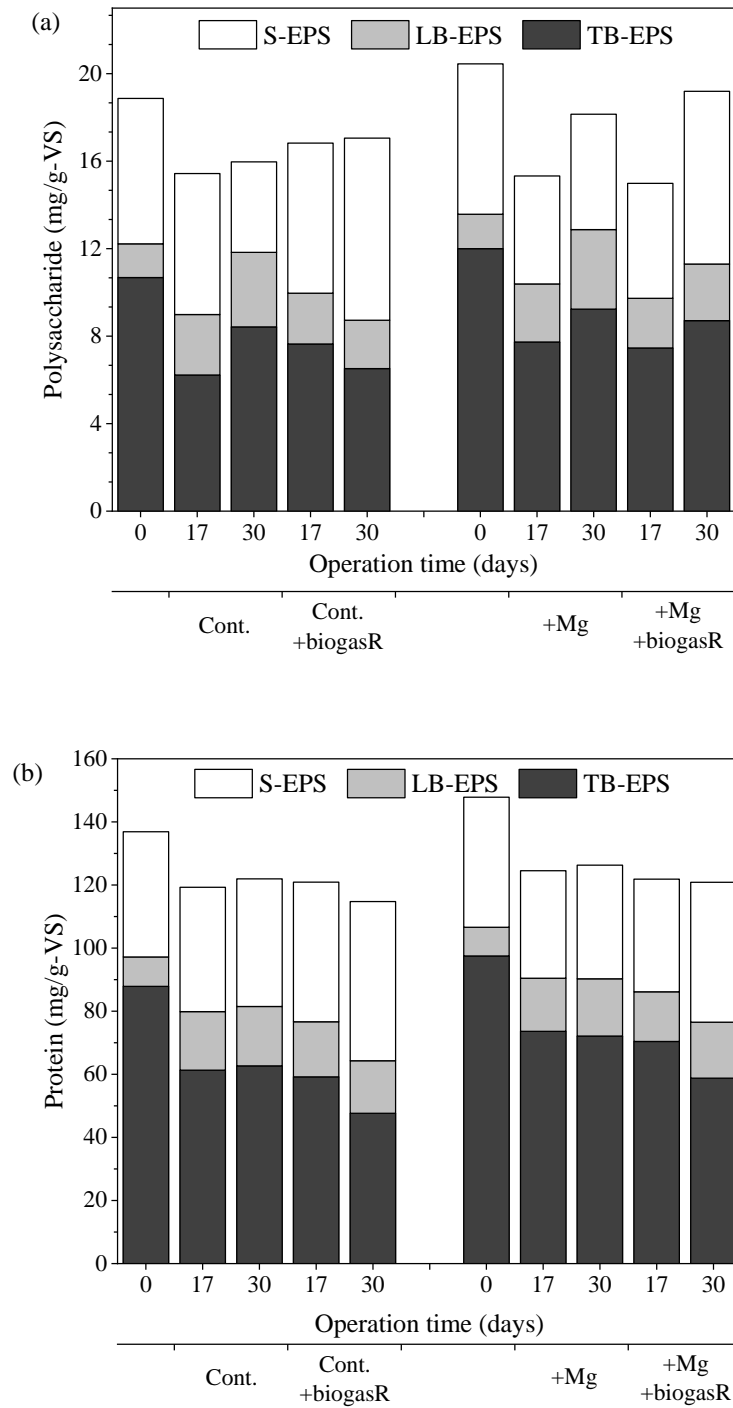 (a)
S-EPS LB-EPS TB-EPS
Polysaccharide (mg/g-VS)
20
16
12
8
4
0
0 17 30 17 30 0 17 30 17 30
Operation time (days)
Cont. Cont. +biogasR +Mg +Mg +biogasR
(b)
S-EPS LB-EPS TB-EPS
Protein (mg/g-VS)
160
140
120
100
80
60
40
20
0
0 17 30 17 30 0 17 30 17 30
Operation time (days)
Cont. Cont. +biogasR +Mg +Mg +biogasR